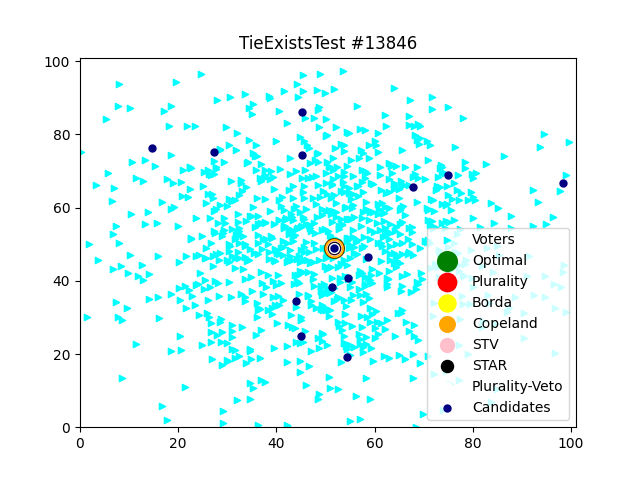 TieExistsTest #13846
100
80
60
40
20
0
0
20
40
60
80
100
Voters
Optimal
Plurality
Borda
Copeland
STV
STAR
Plurality-Veto
Candidates